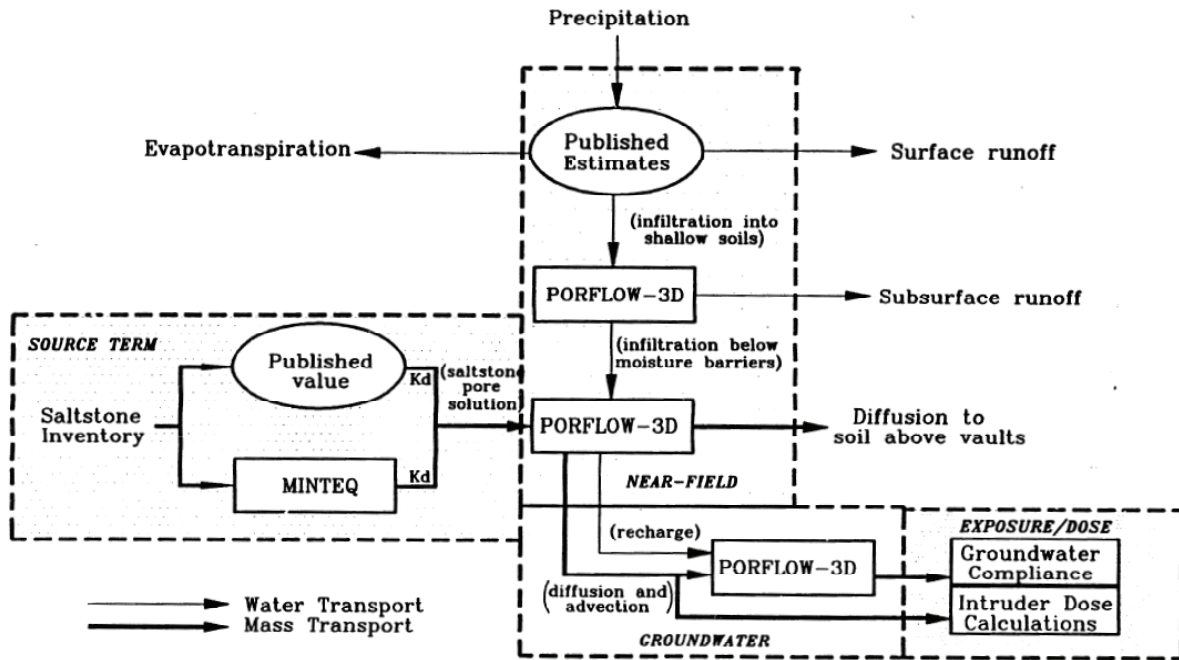 Precipitation
Evapotranspiration
Published
Estimates
Surface runoff
(infiltration into
shallow soils)
PORFLOW-3D
Subsurface runoff
SOURCE TERM
Published
value
Kd
(infiltration below
moisture barriers)
(saltstone
pore
solution)
Saltstone
Inventory
PORFLOW-3D
Diffusion to
soil above vaults
MINTEQ
Kd
NEAR-FIELD
(recharge)
EXPOSURE/DOSE
PORFLOW-3D
Groundwater
Compliance
(diffusion and
advection)
Intruder Dose
Calculations
Water Transport
Mass Transport
GROUNDWATER